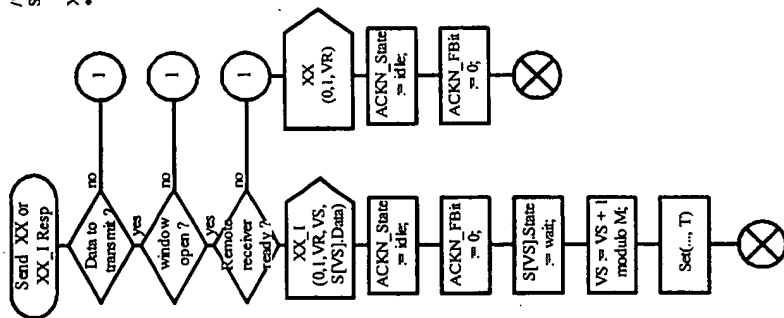 Send XX or
XX_I Resp
Data to
transmit ?
no
1
yes
window
open ?
no
1
yes
Remote
receiver
ready ?
no
1
XX_I
(0,1,VR,VS,
S[VS].Data)
ACKN_State
:= idle;
ACKN_FBit
:= 0;
S[VS].State
:= wait;
VS := VS + 1
modulo M;
Set(..., T)
XX
(0,1,VR)
ACKN_State
:= idle;
ACKN_FBit
:= 0;